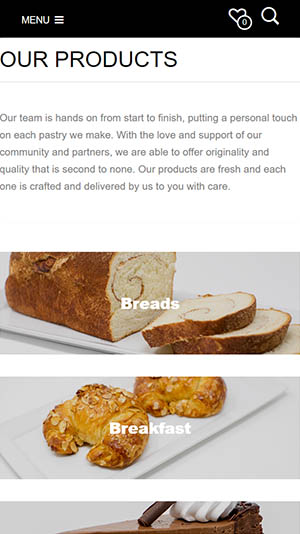 MENU
0
OUR PRODUCTS
Our team is hands on from start to finish, putting a personal touch
on each pastry we make. With the love and support of our
community and partners, we are able to offer originality and
quality that is second to none. Our products are fresh and each
one is crafted and delivered by us to you with care.
Breads
Breakfast